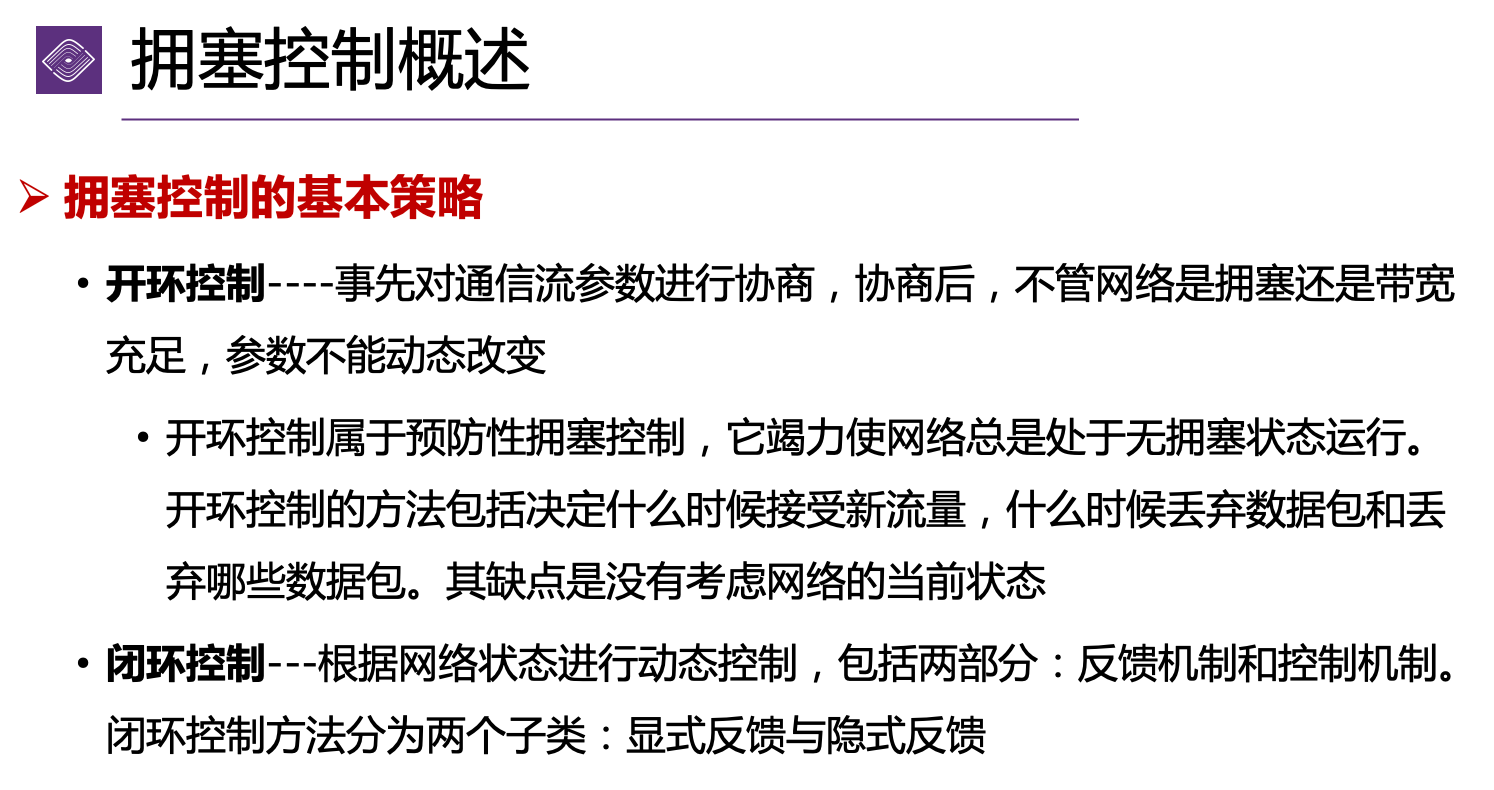 拥塞控制概述
拥塞控制的基本策略
• 开环控制----事先对通信流参数进行协商，协商后，不管网络是拥塞还是带宽
充足，参数不能动态改变
• 开环控制属于预防性拥塞控制，它竭力使网络总是处于无拥塞状态运行。
开环控制的方法包括决定什么时候接受新流量，什么时候丢弃数据包和丢
弃哪些数据包。其缺点是没有考虑网络的当前状态
• 闭环控制---根据网络状态进行动态控制，包括两部分：反馈机制和控制机制。
闭环控制方法分为两个子类：显式反馈与隐式反馈